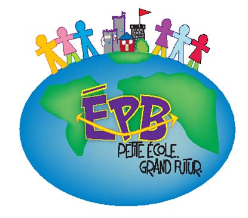 ÉPB
PETITE ÉCOLE,
GRAND FUTUR.